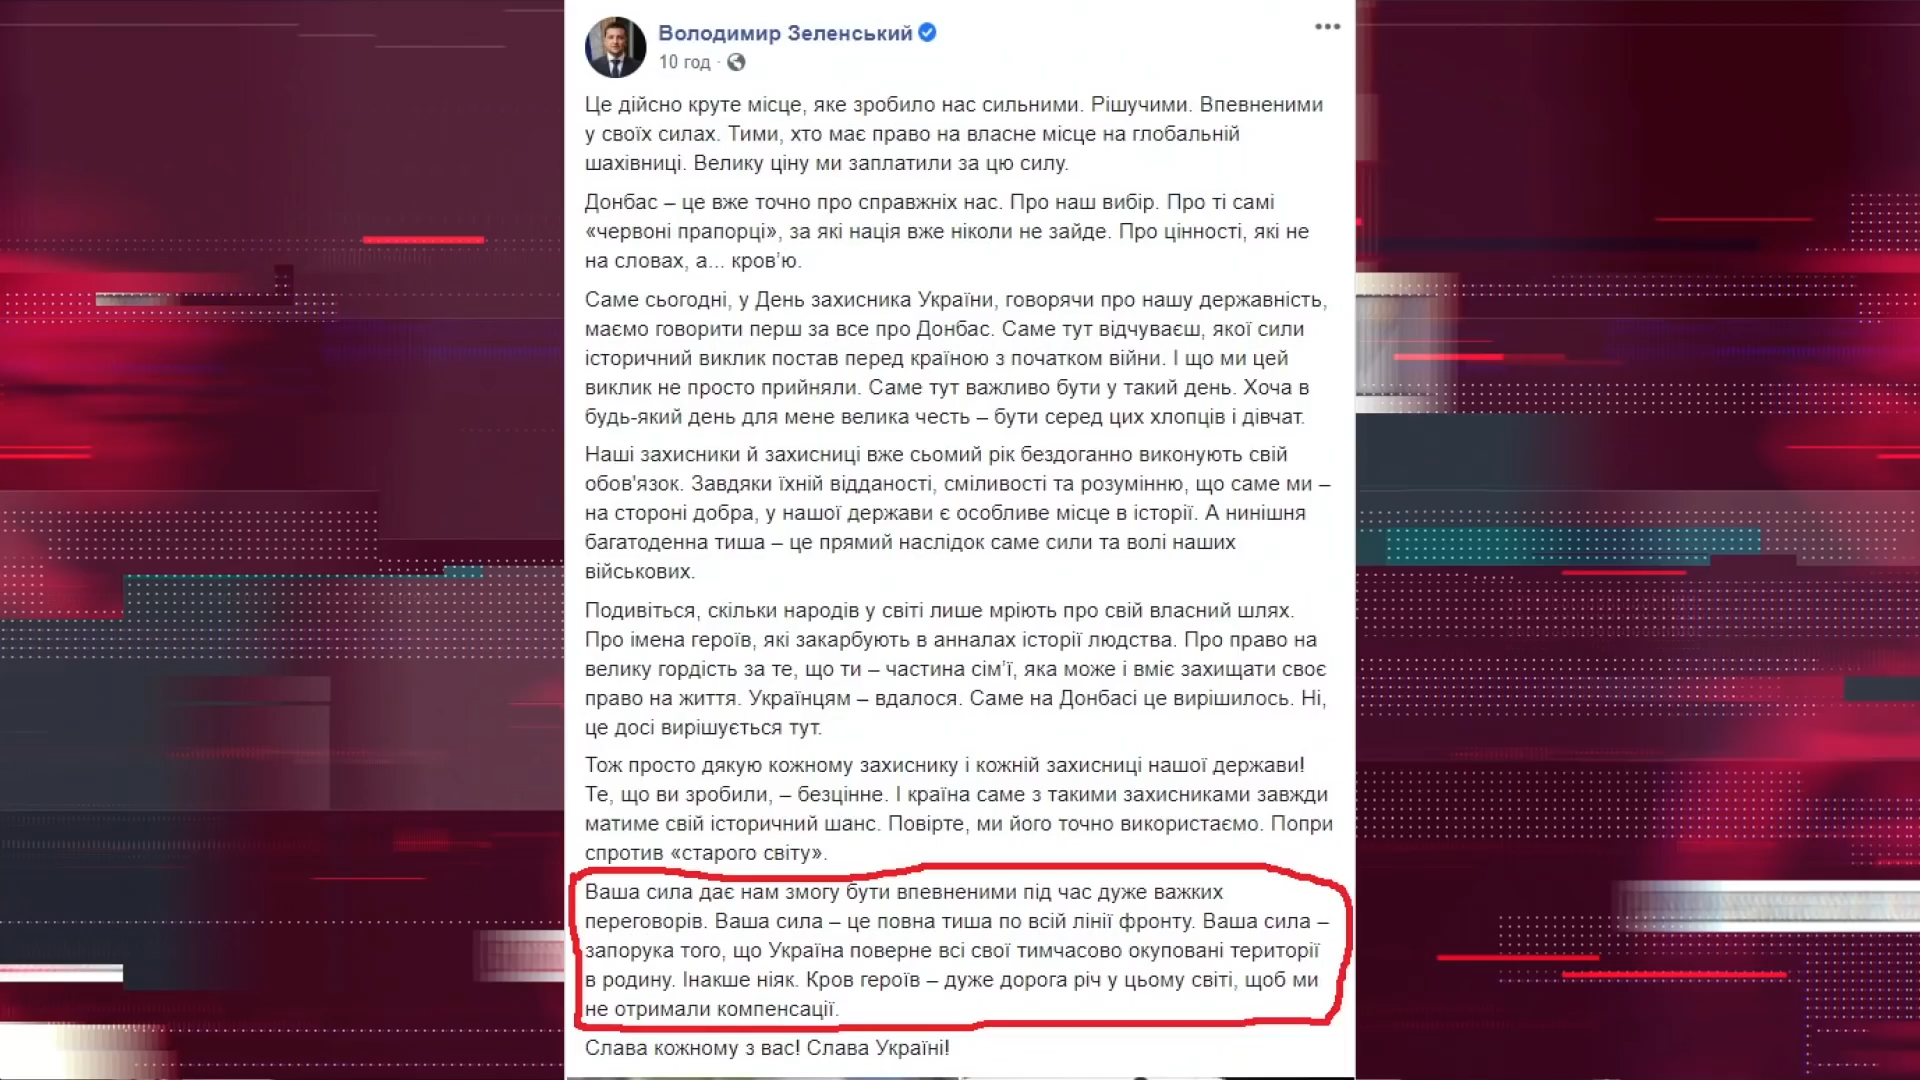 Володимир Зеленський
10 год ·
Це дійсно круте місце, яке зробило нас сильними. Рішучими. Впевненими
у своїх силах. Тими, хто має право на власне місце на глобальній
шахівниці. Велику ціну ми заплатили за цю силу.
Донбас – це вже точно про справжніх нас. Про наш вибір. Про ті самі
«червоні прапорці», за які нація вже ніколи не зайде. Про цінності, які не
на словах, а... кров’ю.
Саме сьогодні, у День захисника України, говорячи про нашу державність,
маємо говорити перш за все про Донбас. Саме тут відчуваєш, якої сили
історичний виклик постав перед країною з початком війни. І що ми цей
виклик не просто прийняли. Саме тут важливо бути у такий день. Хоча в
будь-який день для мене велика честь – бути серед цих хлопців і дівчат.
Наші захисники й захисниці вже сьомий рік бездоганно виконують свій
обов'язок. Завдяки їхній відданості, сміливості та розумінню, що саме ми –
на стороні добра, у нашої держави є особливе місце в історії. А нинішня
багатоденна тиша – це прямий наслідок саме сили та волі наших
військових.
Подивіться, скільки народів у світі лише мріють про свій власний шлях.
Про імена героїв, які закарбують в анналах історії людства. Про право на
велику гордість за те, що ти – частина сім’ї, яка може і вміє захищати своє
право на життя. Українцям – вдалося. Саме на Донбасі це вирішилось. Ні,
це досі вирішується тут.
Тож просто дякую кожному захиснику і кожній захисниці нашої держави!
Те, що ви зробили, – безцінне. І країна саме з такими захисниками завжди
матиме свій історичний шанс. Повірте, ми його точно використаємо. Попри
спротив «старого світу».
Ваша сила дає нам змогу бути впевненими під час дуже важких
переговорів. Ваша сила – це повна тиша по всій лінії фронту. Ваша сила –
запорука того, що Україна поверне всі свої тимчасово окуповані території
в родину. Інакше ніяк. Кров героїв – дуже дорога річ у цьому світі, щоб ми
не отримали компенсації.
Слава кожному з вас! Слава Україні!